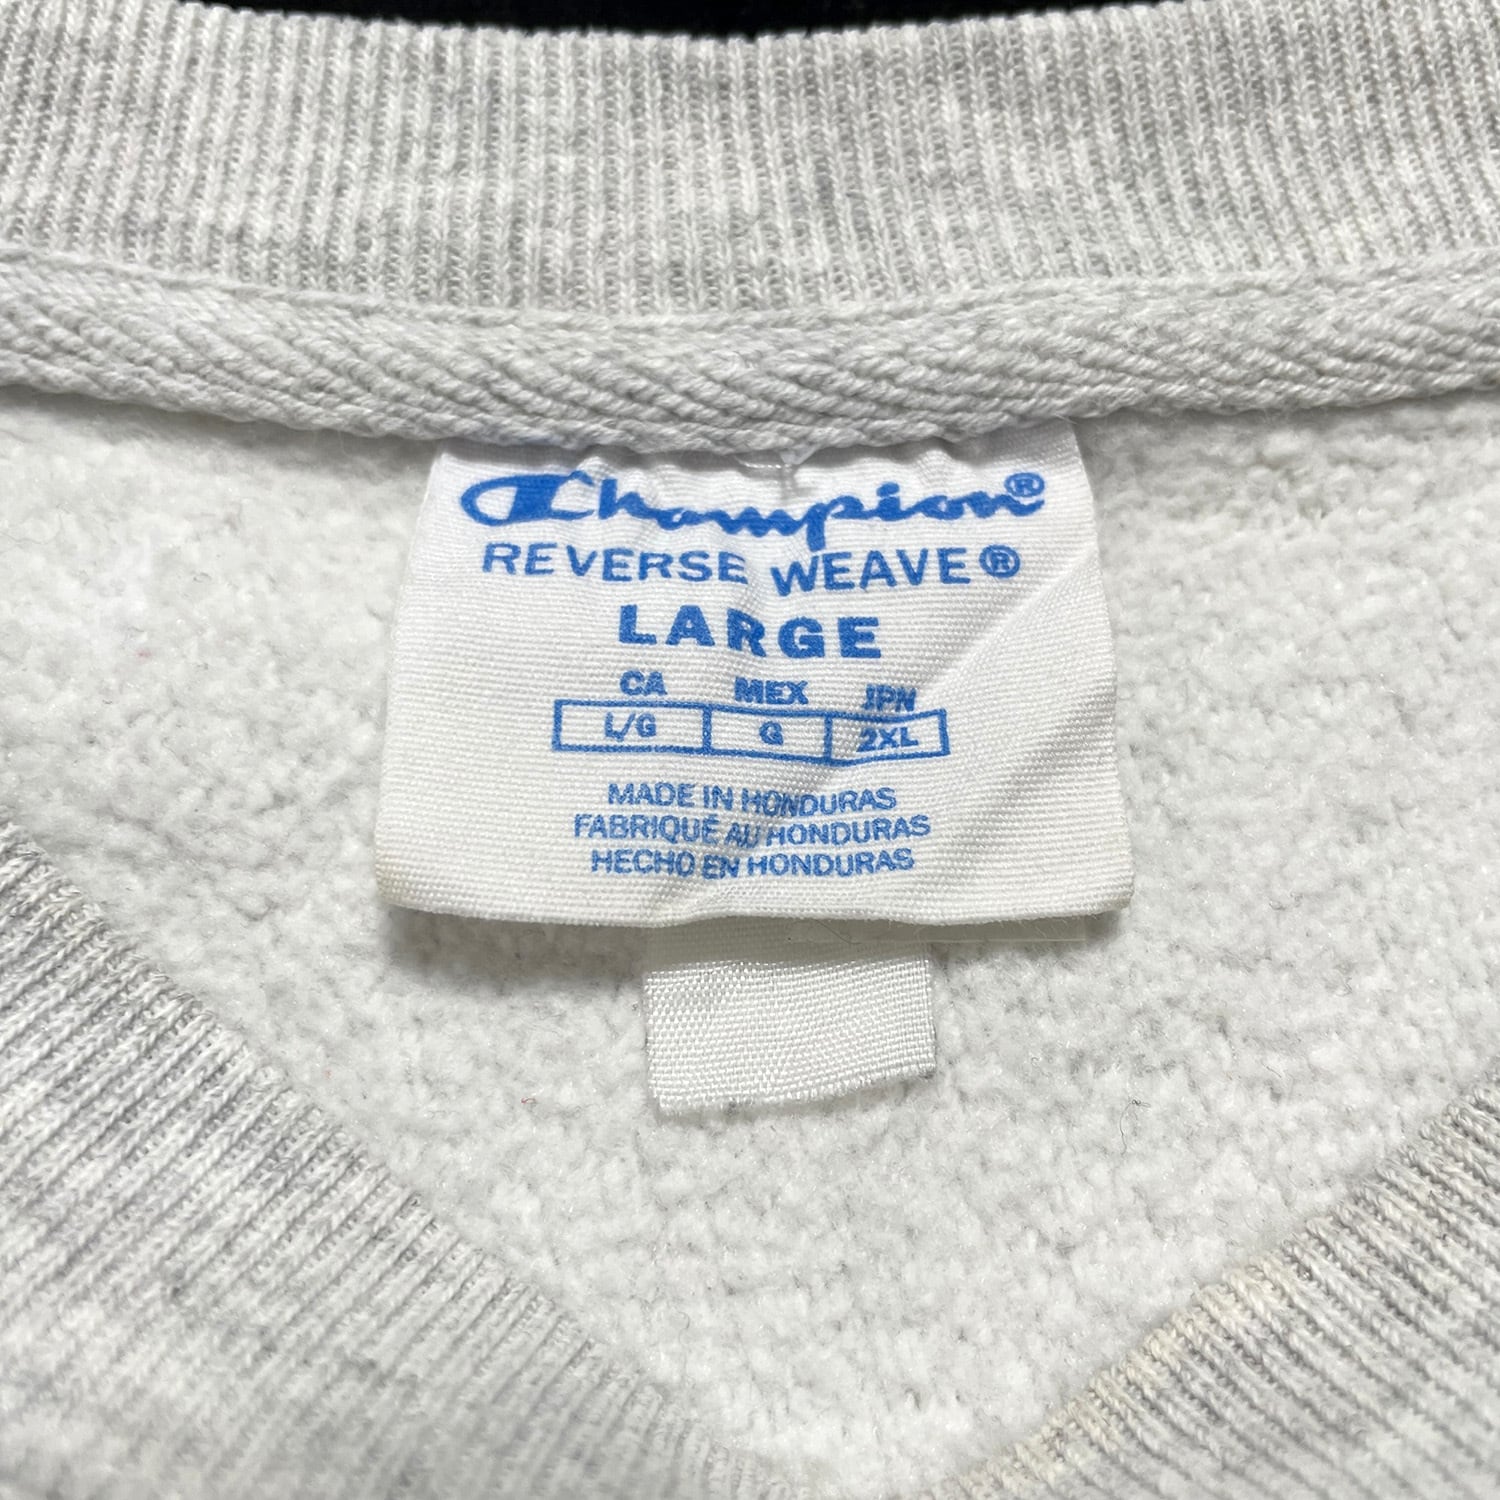 Champion®
REVERSE WEAVE®
LARGE
CA MEX JPN
L/G G 2XL
MADE IN HONDURAS
FABRIQUÉ AU HONDURAS
HECHO EN HONDURAS